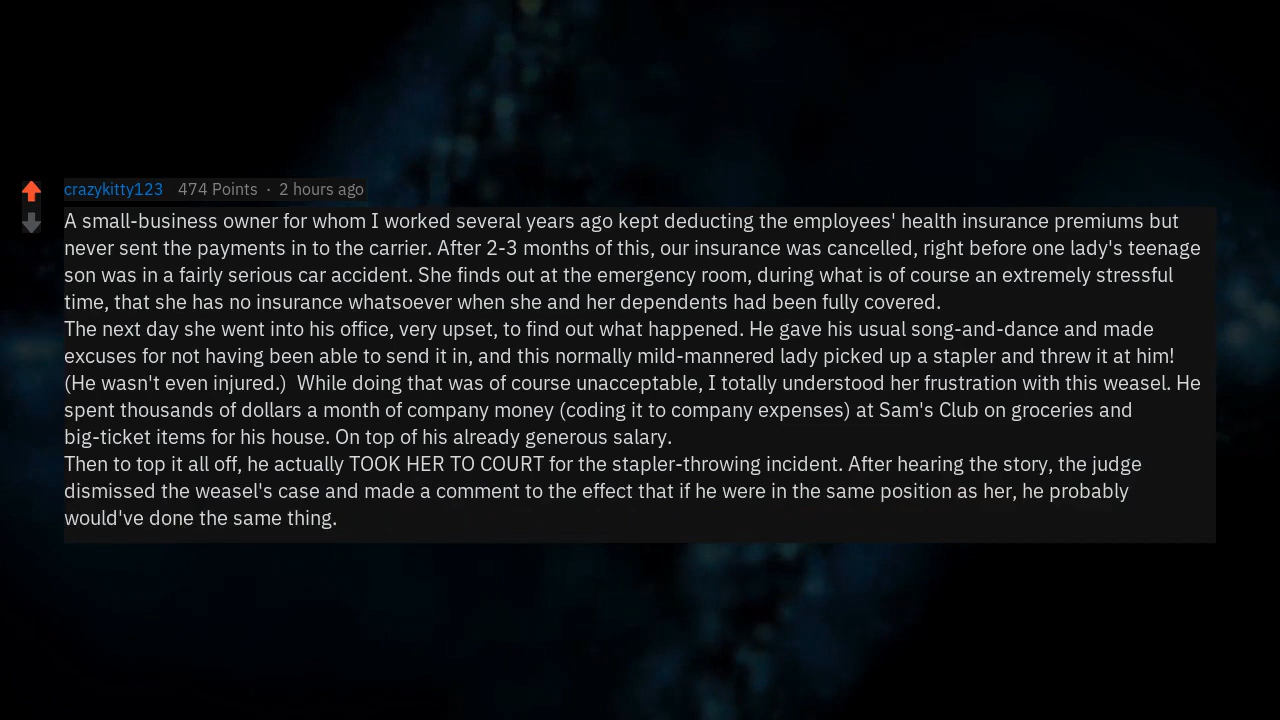 crazykitty123 474 Points · 2 hours ago
A small-business owner for whom I worked several years ago kept deducting the employees' health insurance premiums but
never sent the payments in to the carrier. After 2-3 months of this, our insurance was cancelled, right before one lady's teenage
son was in a fairly serious car accident. She finds out at the emergency room, during what is of course an extremely stressful
time, that she has no insurance whatsoever when she and her dependents had been fully covered.
The next day she went into his office, very upset, to find out what happened. He gave his usual song-and-dance and made
excuses for not having been able to send it in, and this normally mild-mannered lady picked up a stapler and threw it at him!
(He wasn't even injured.)  While doing that was of course unacceptable, I totally understood her frustration with this weasel. He
spent thousands of dollars a month of company money (coding it to company expenses) at Sam's Club on groceries and
big-ticket items for his house. On top of his already generous salary.
Then to top it all off, he actually TOOK HER TO COURT for the stapler-throwing incident. After hearing the story, the judge
dismissed the weasel's case and made a comment to the effect that if he were in the same position as her, he probably
would've done the same thing.